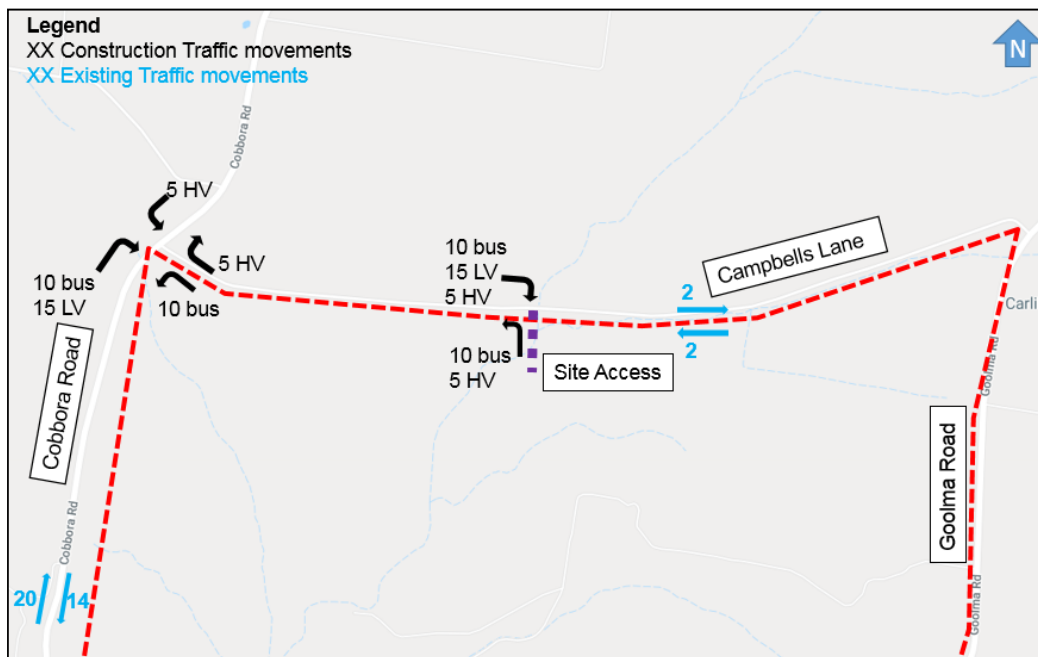 Legend
XX Construction Traffic movements
XX Existing Traffic movements
N
Cobbora Rd
5 HV
5 HV
10 bus
15 LV
10 bus
10 bus
15 LV
5 HV
10 bus
5 HV
Site Access
2
2
Campbells Lane
Carli
Goolma Rd
Goolma Road
Goolma Rd
Cobbora Road
Cobbora Rd
20
14